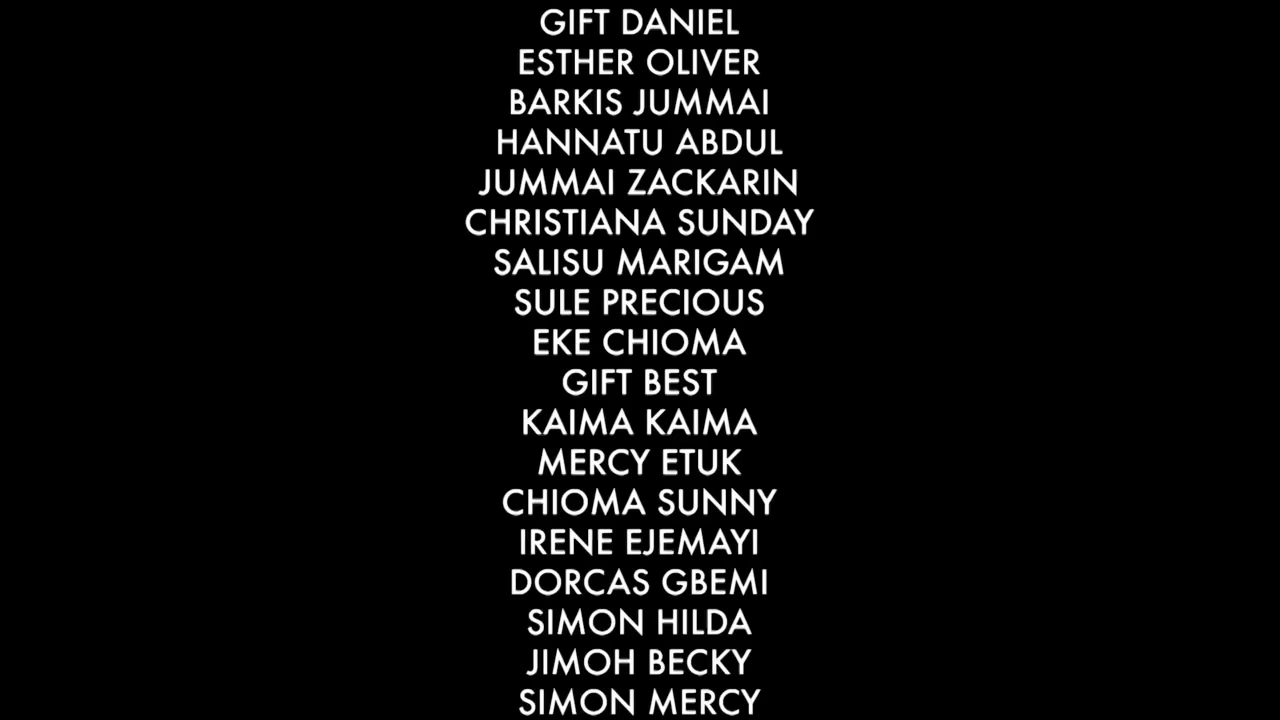 GIFT DANIEL
ESTHER OLIVER
BARKIS JUMMAI
HANNATU ABDUL
JUMMAI ZACKARIN
CHRISTIANA SUNDAY
SALISU MARIGAM
SULE PRECIOUS
EKE CHIOMA
GIFT BEST
KAIMA KAIMA
MERCY ETUK
CHIOMA SUNNY
IRENE EJEMAYI
DORCAS GBEMI
SIMON HILDA
JIMOH BECKY
SIMON MERCY